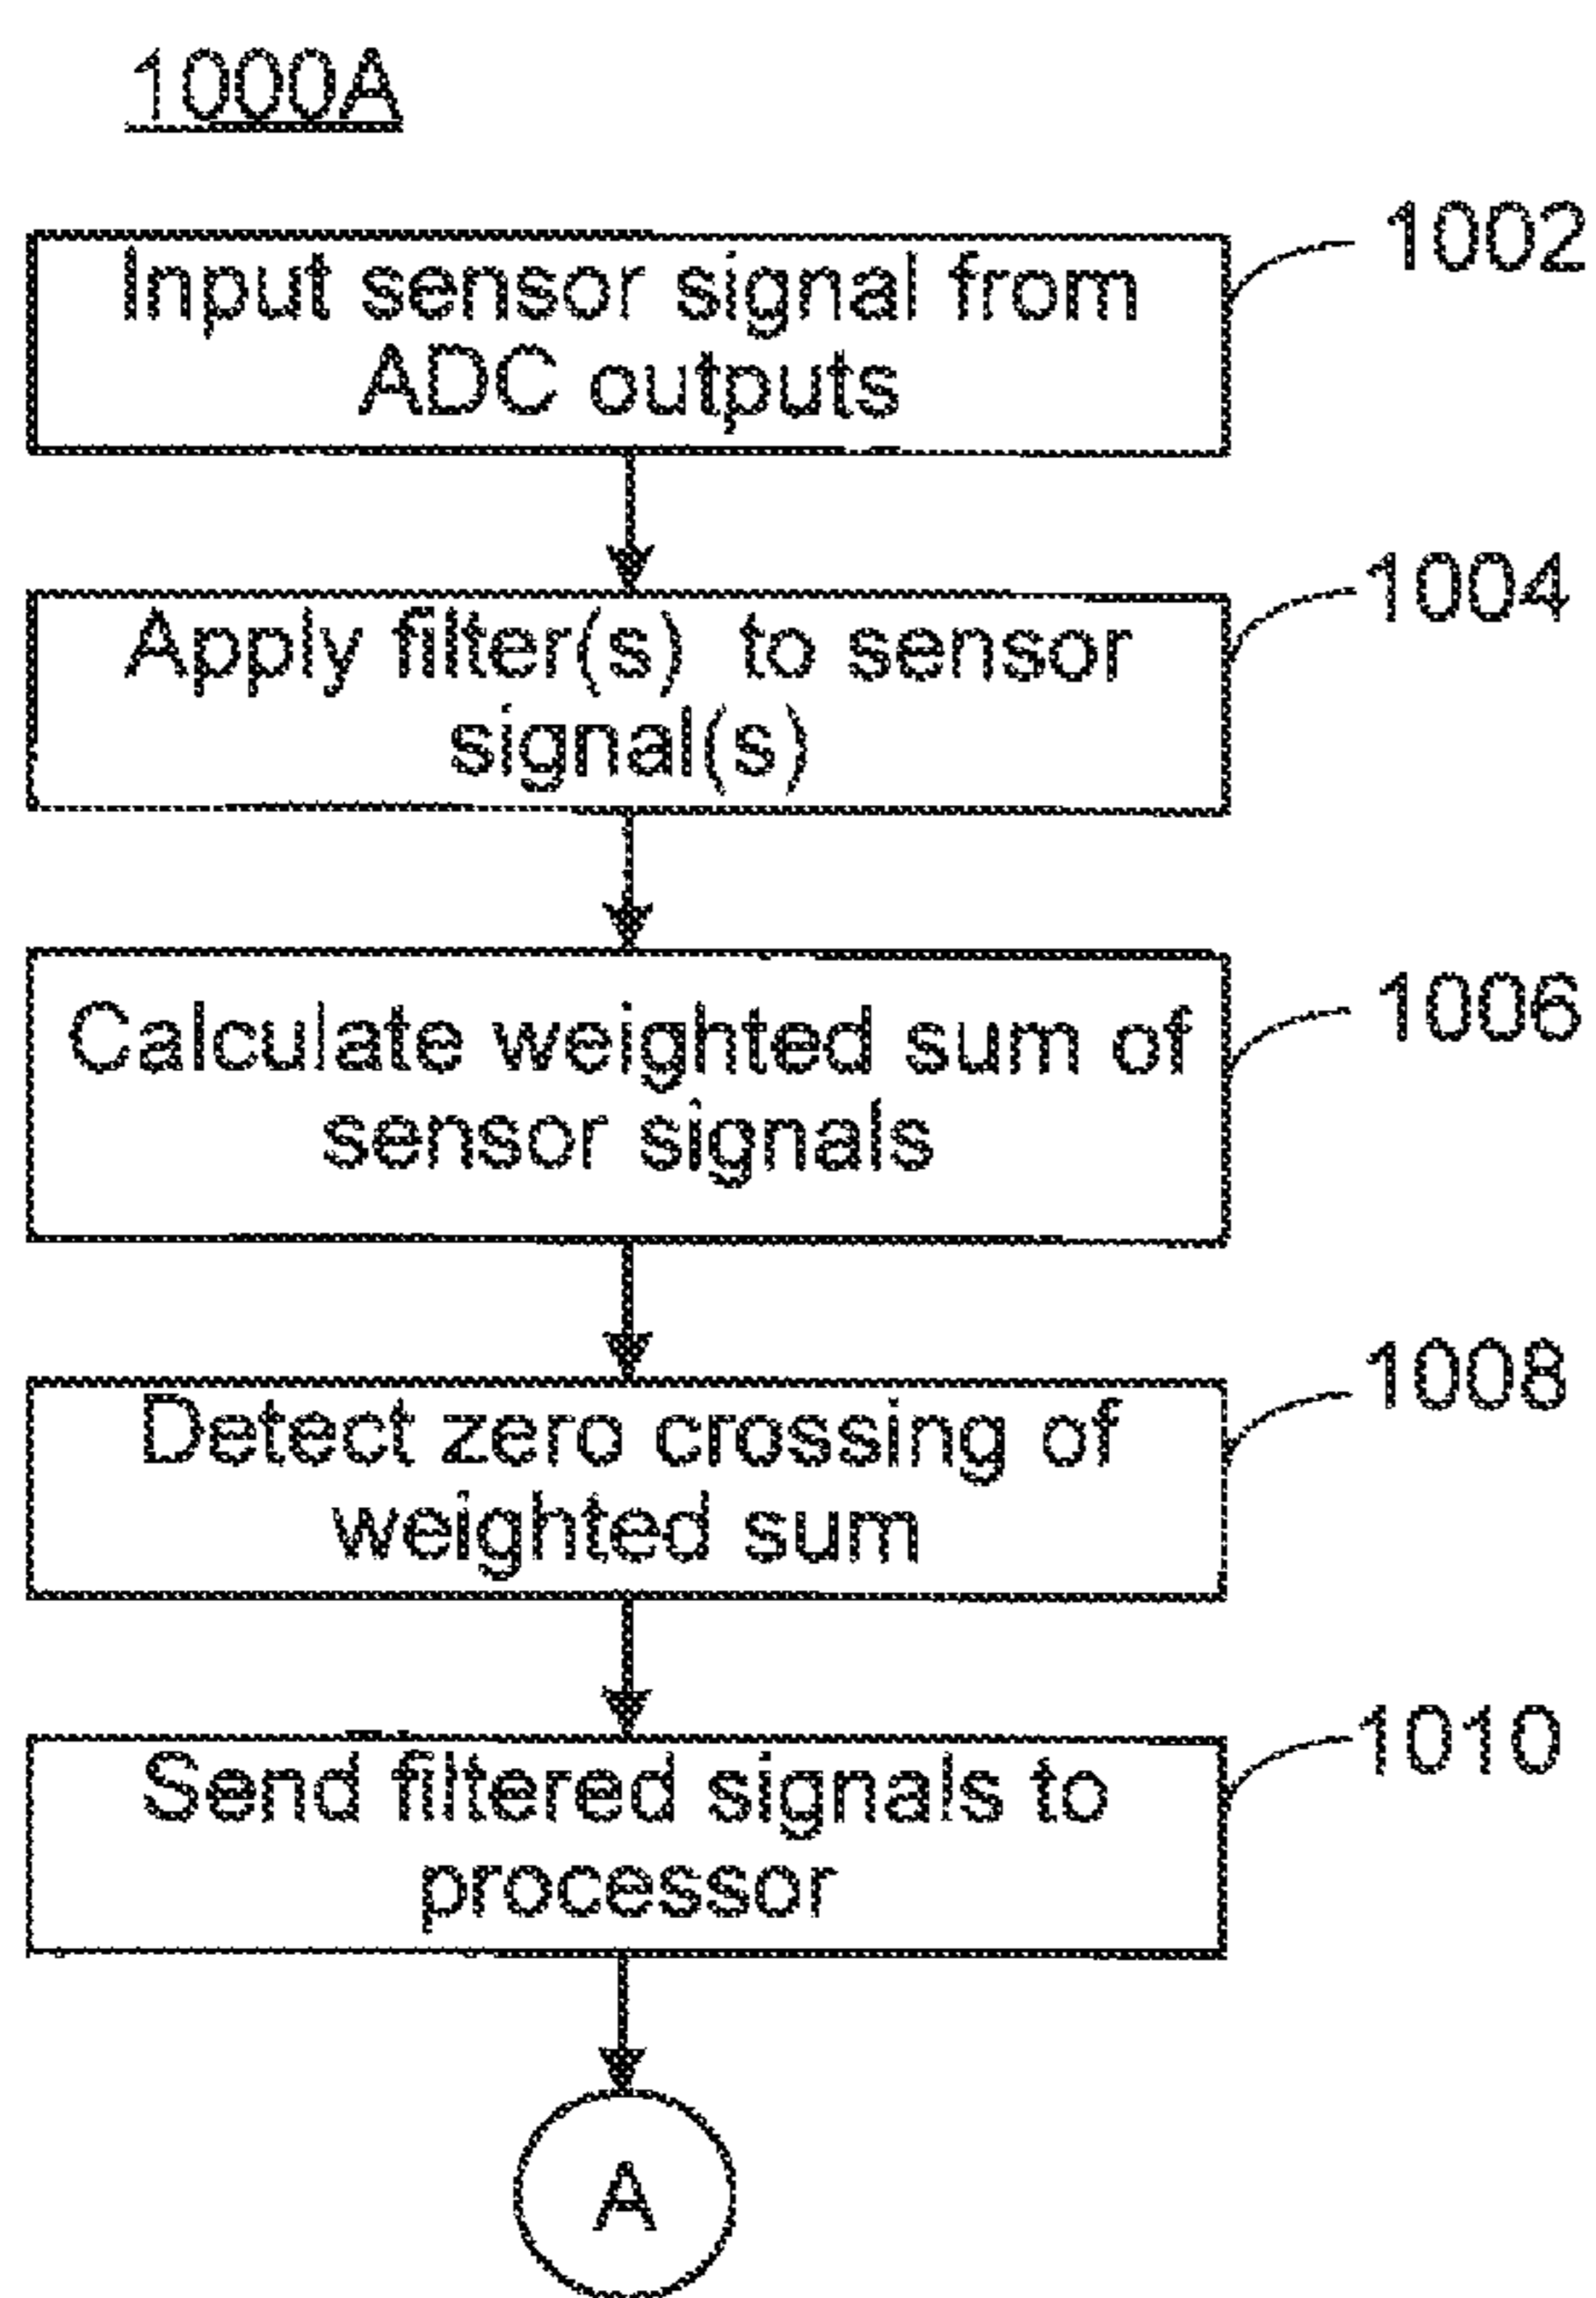 1000A
Input sensor signal from
ADC outputs
1002
Apply filter(s) to sensor
signal(s)
1004
Calculate weighted sum of
sensor signals
1006
Detect zero crossing of
weighted sum
1008
Send filtered signals to
processor
1010
A